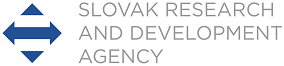 SLOVAK RESEARCH
AND DEVELOPMENT
AGENCY